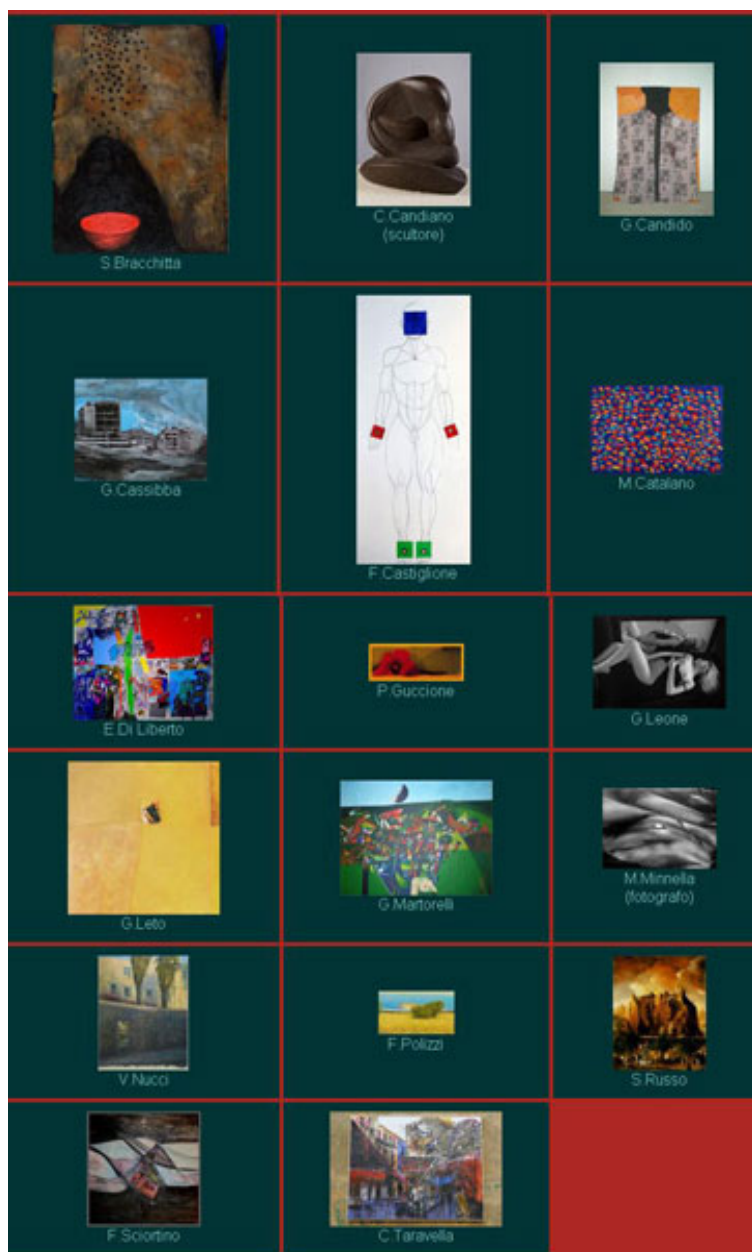 S.Bracchitta
C.Candiano
(scultore)
G.Candido
G.Cassibba
F.Castiglione
M.Catalano
E.Di Liberto
P.Guccione
G.Leone
G.Leto
G.Martorelli
M.Minnella
(fotografo)
V.Nucci
F.Polizzi
S.Russo
F.Sciortino
C.Taravella